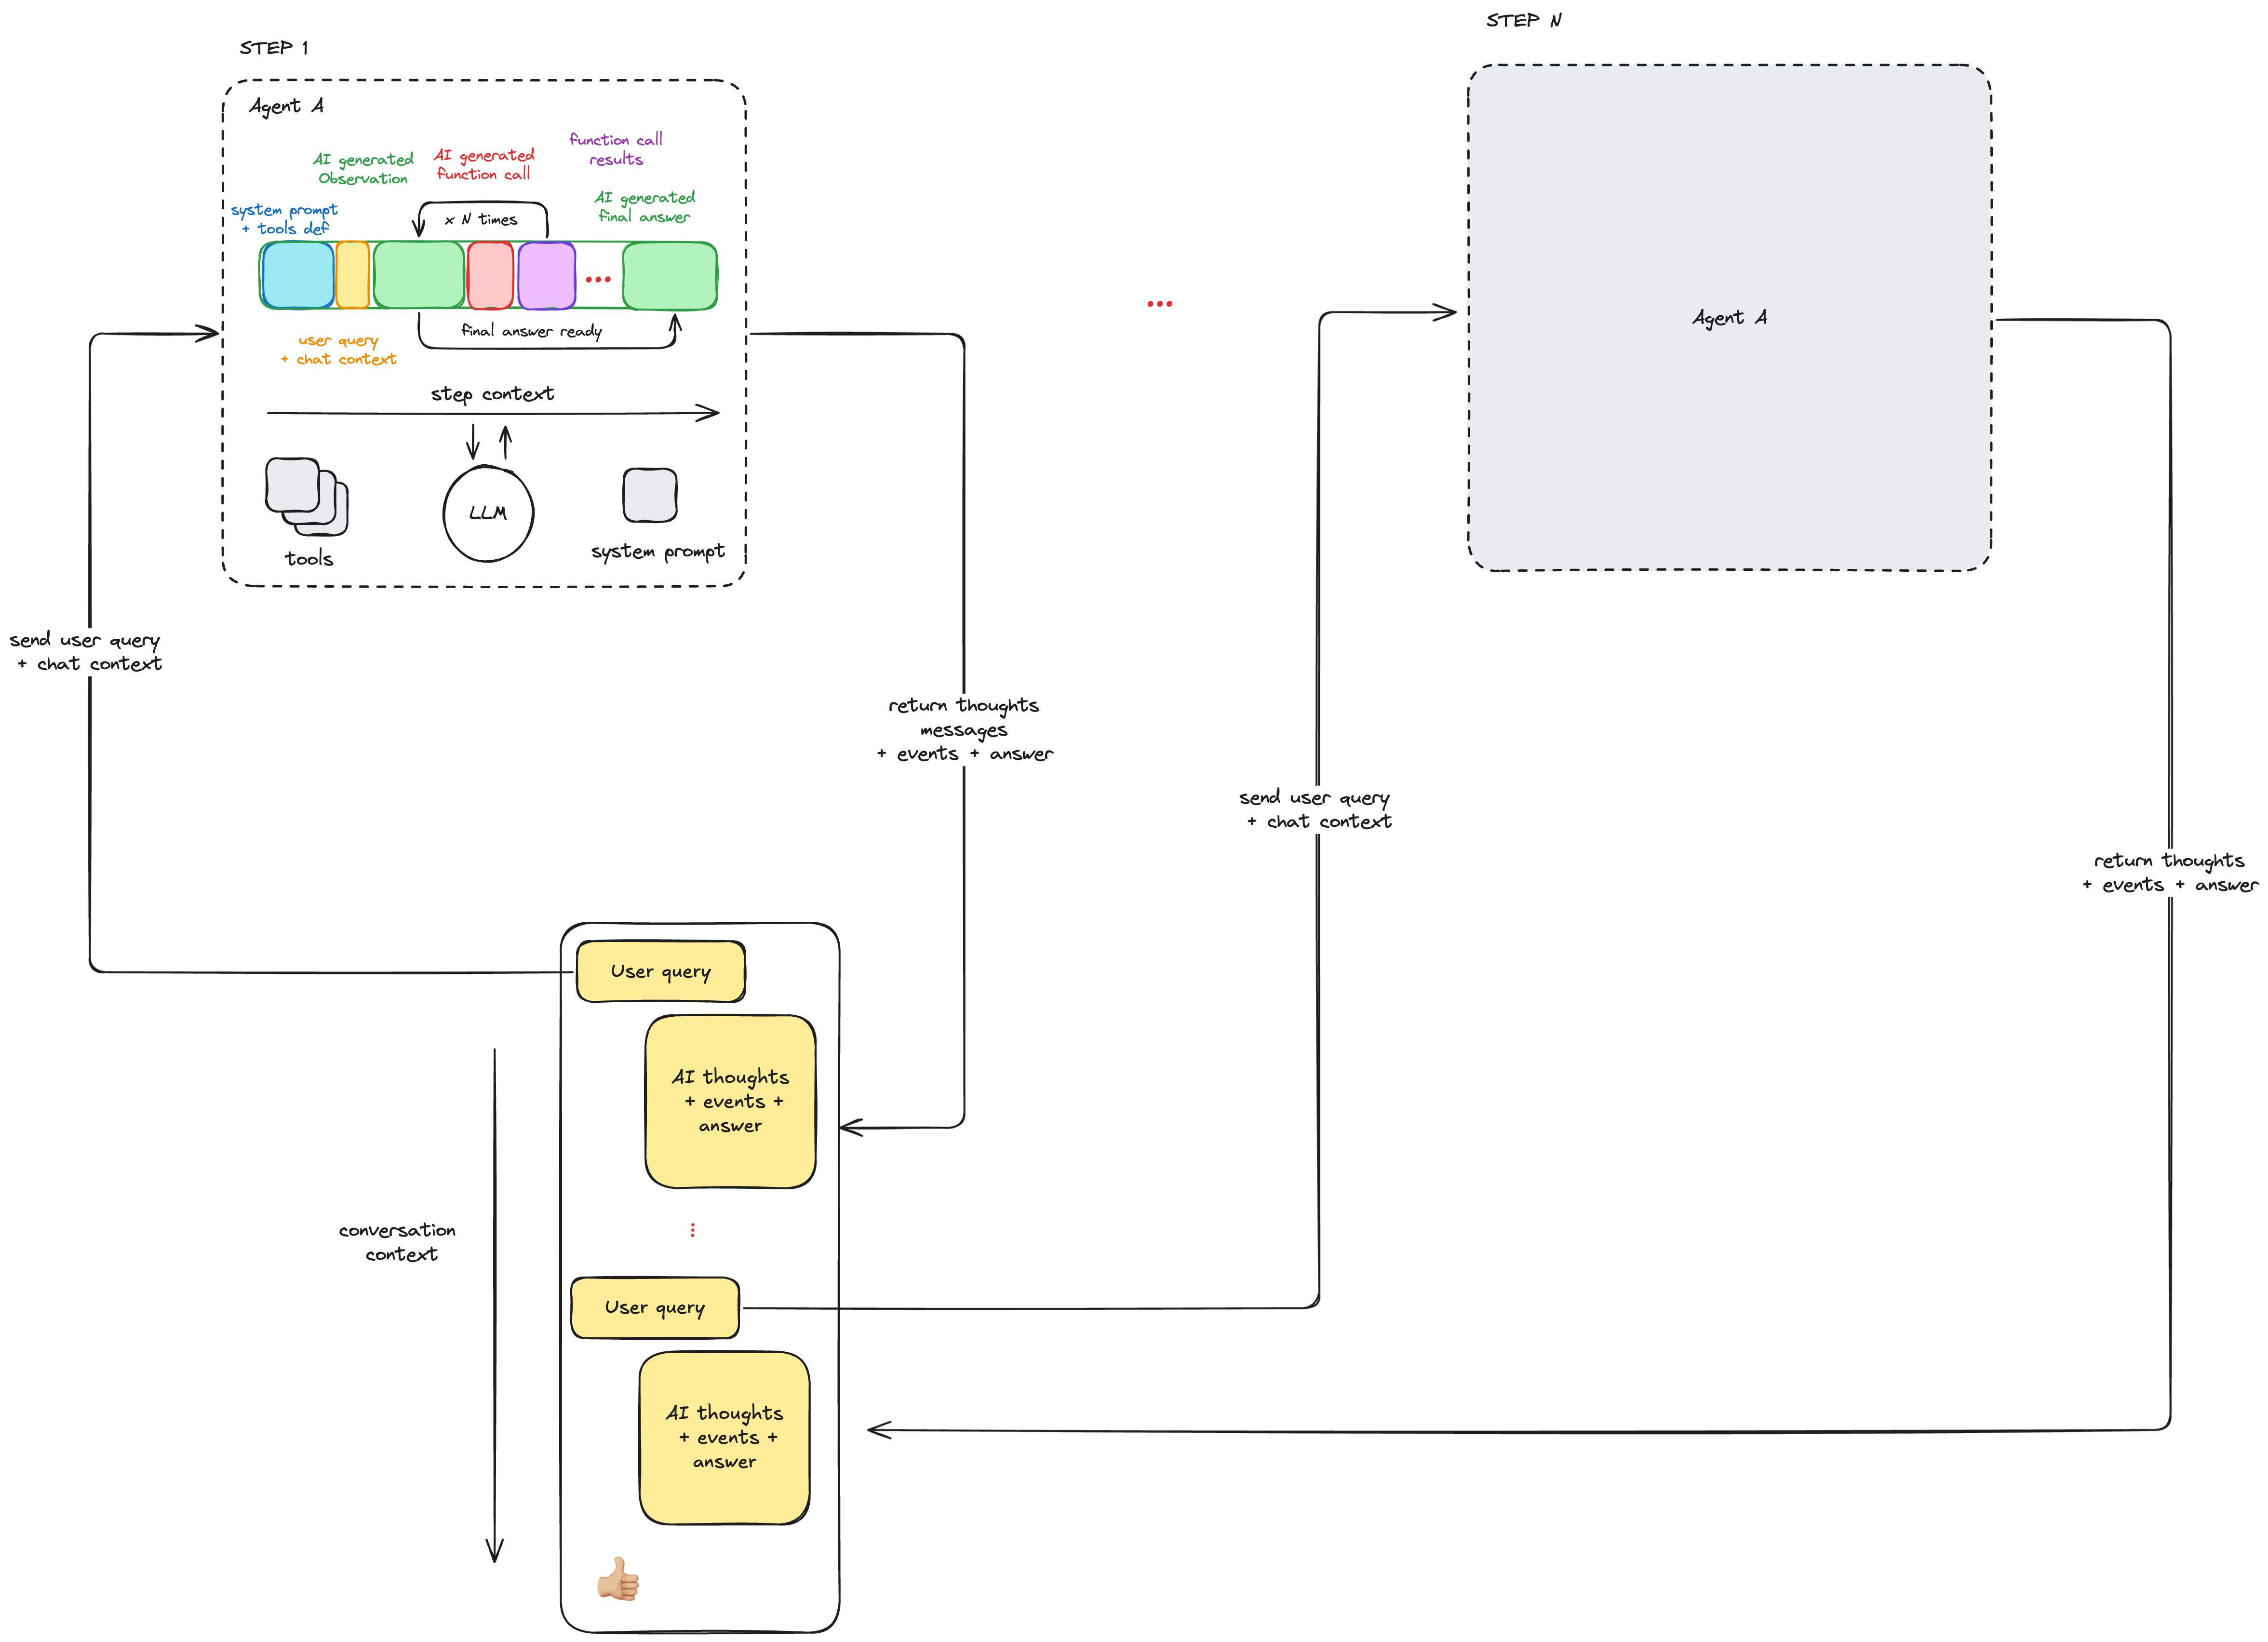 STEP 1
STEP N
Agent A
function call
results
AI generated
Observation
AI generated
function call
AI generated
final answer
system prompt
+ tools def
x N times
...
final answer ready
user query
+ chat context
step context
LLM
tools
system prompt
...
Agent A
send user query
+ chat context
return thoughts
messages
+ events + answer
send user query
+ chat context
return thoughts
+ events + answer
User query
AI thoughts
+ events +
answer
conversation
context
User query
AI thoughts
+ events +
answer